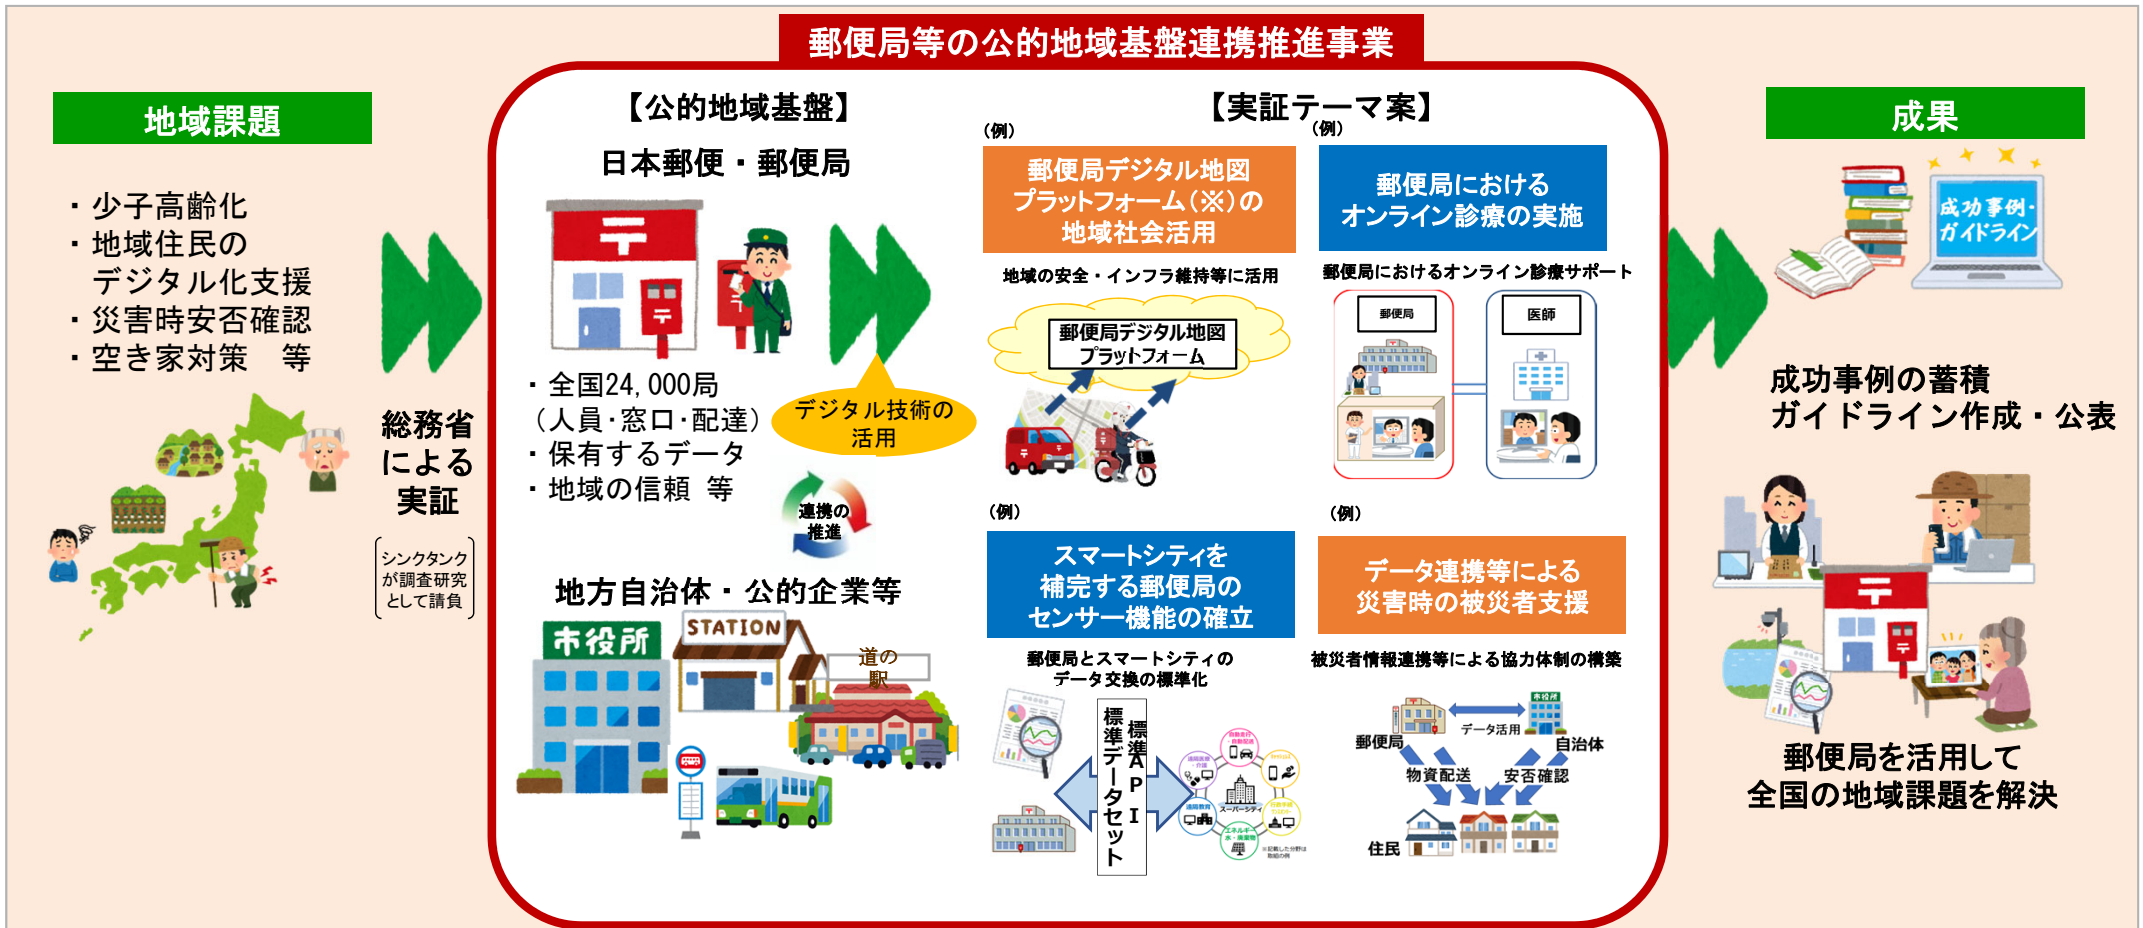 郵便局等の公的地域基盤連携推進事業
地域課題
・少子高齢化
・地域住民の
デジタル化支援
・災害時安否確認
・空き家対策　等
総務省
による
実証
シンクタンク
が調査研究
として請負
【公的地域基盤】
日本郵便・郵便局
・全国24,000局
（人員・窓口・配達）
・保有するデータ
・地域の信頼 等
デジタル技術の
活用
連携の
推進
地方自治体・公的企業等
市役所
STATION
道の
駅
【実証テーマ案】
（例）
郵便局デジタル地図
プラットフォーム（※）の
地域社会活用
地域の安全・インフラ維持等に活用
郵便局デジタル地図
プラットフォーム
（例）
郵便局における
オンライン診療の実施
郵便局におけるオンライン診療サポート
郵便局
医師
（例）
スマートシティを
補完する郵便局の
センサー機能の確立
郵便局とスマートシティの
データ交換の標準化
標準API
標準データセット
スーパーシティ
（例）
データ連携等による
災害時の被災者支援
被災者情報連携等による協力体制の構築
市役所
データ活用
郵便局
自治体
物資配送
安否確認
住民
成果
成功事例・
ガイドライン
成功事例の蓄積
ガイドライン作成・公表
郵便局を活用して
全国の地域課題を解決